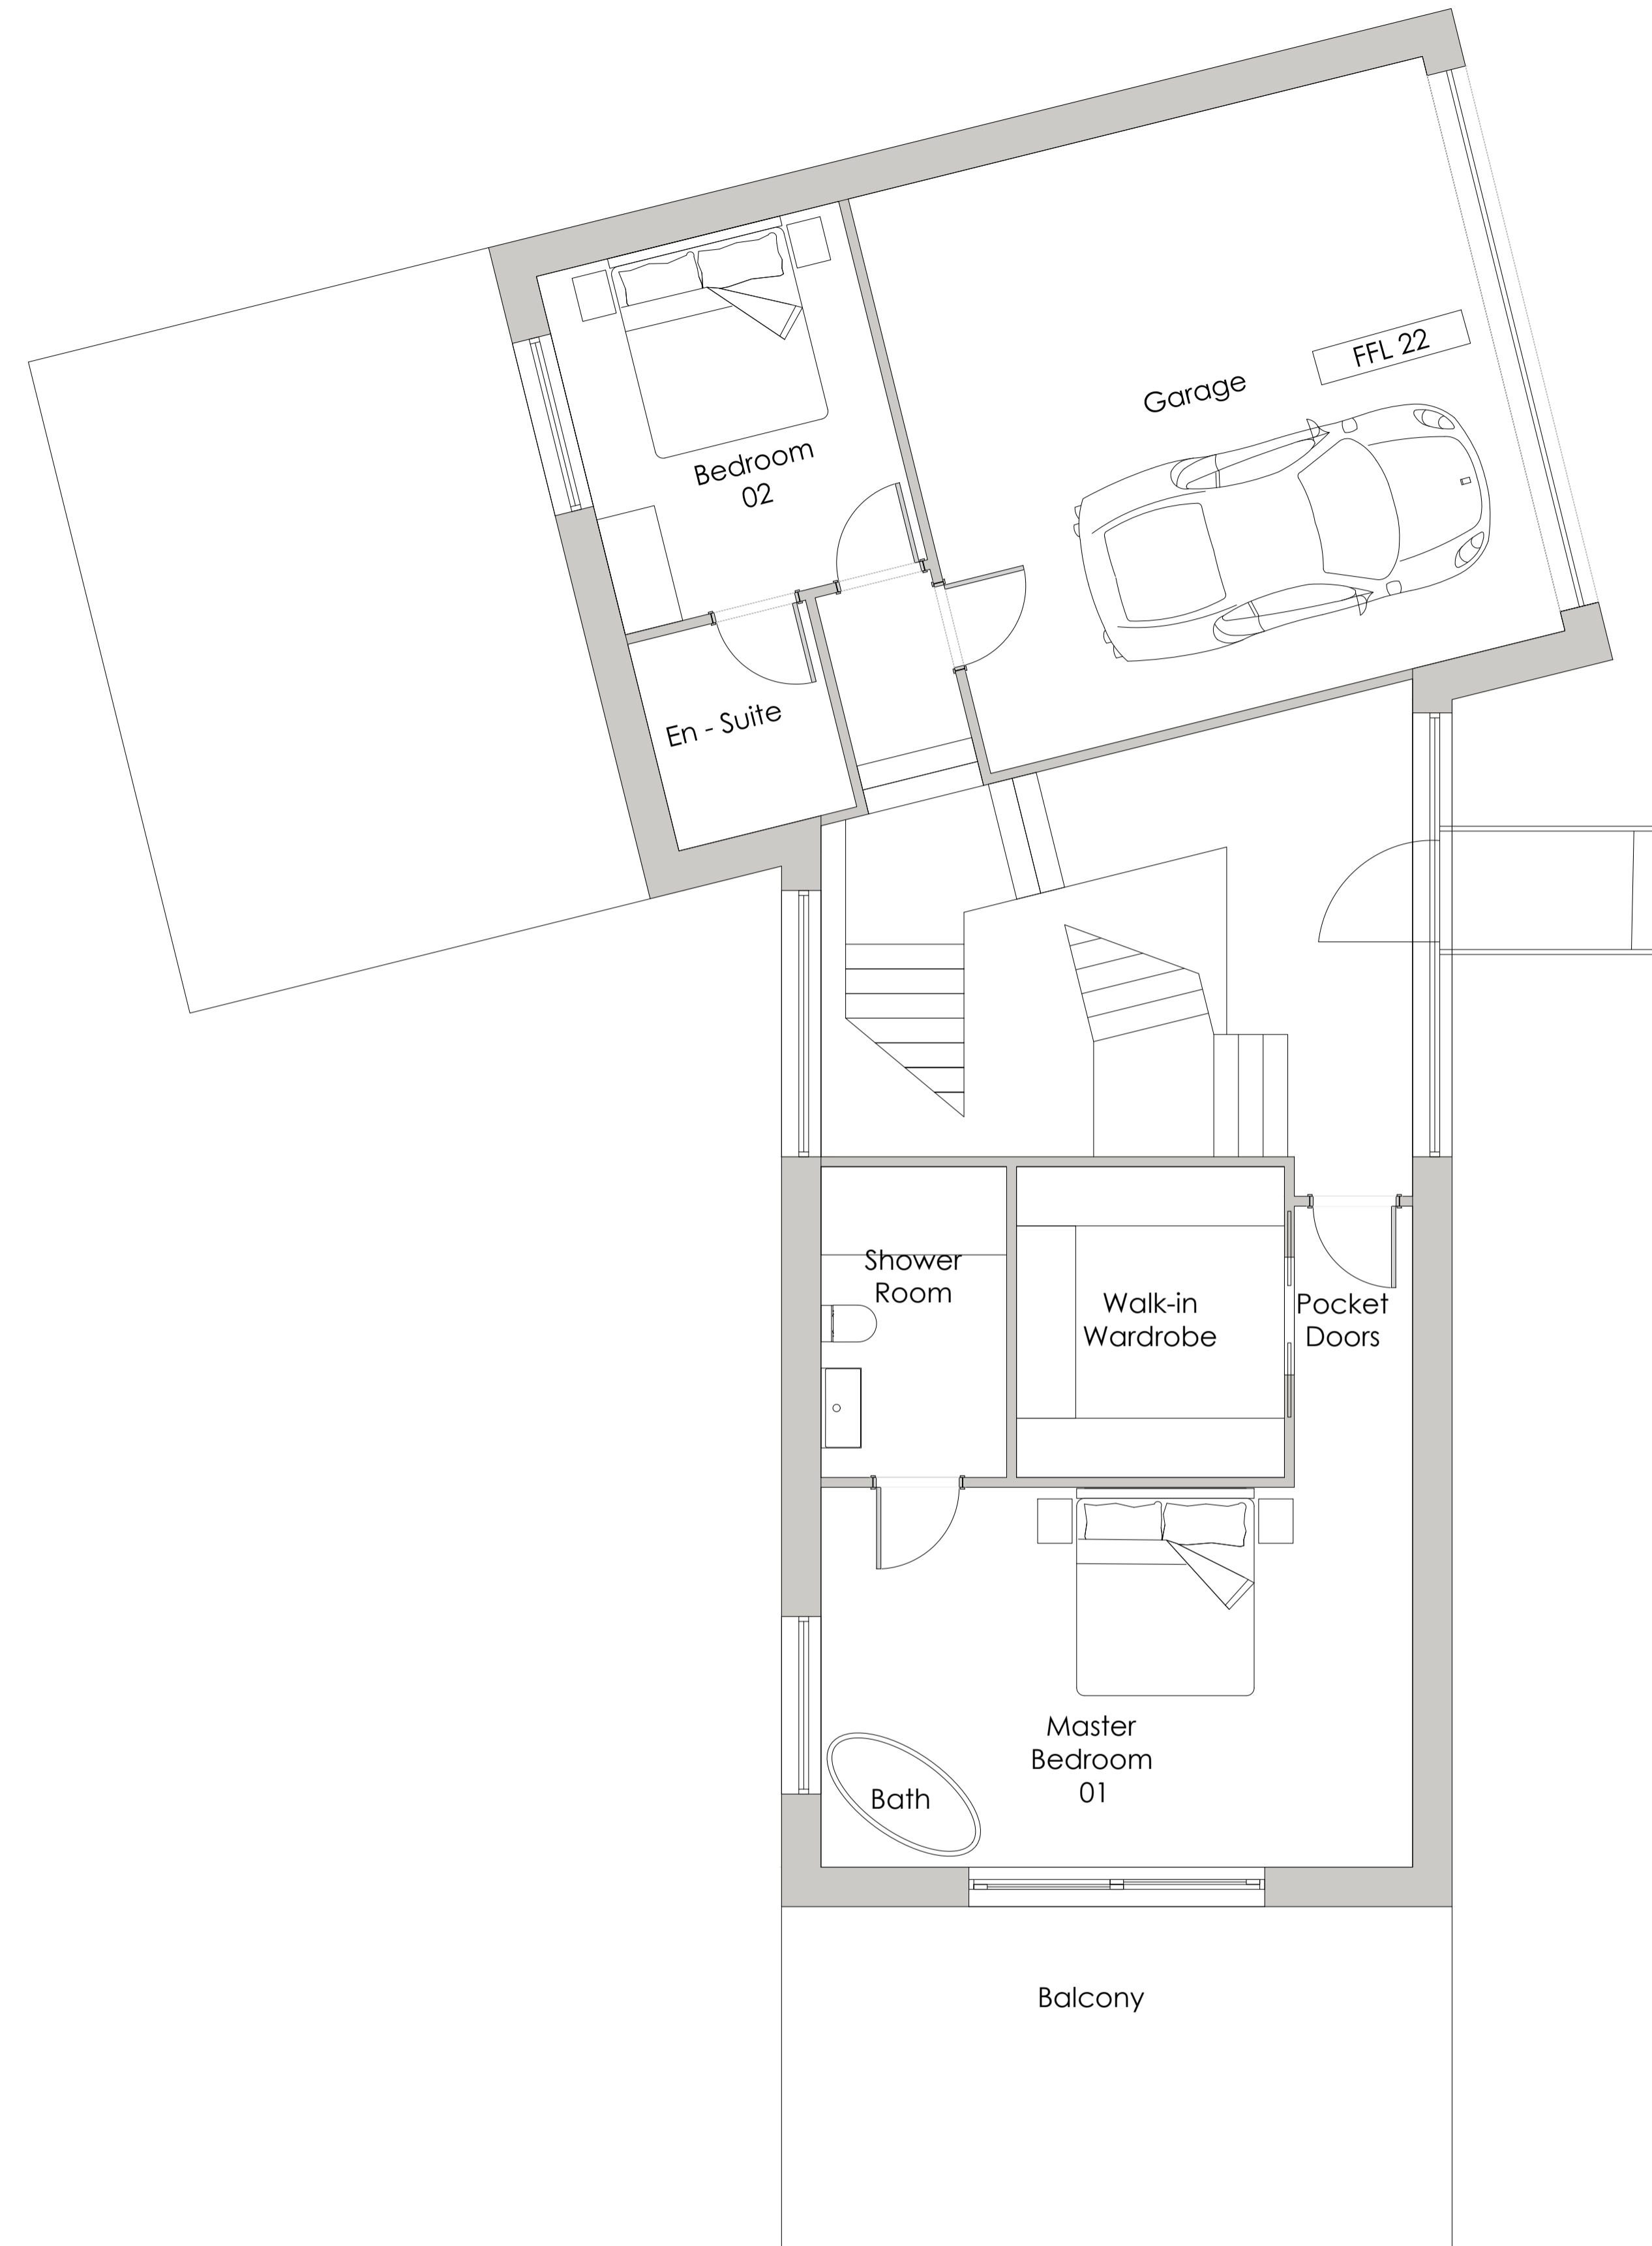 FFL 22
Garage
Bedroom
02
En - Suite
Shower
Room
Walk-in
Wardrobe
Pocket
Doors
Master
Bedroom
01
Bath
Balcony